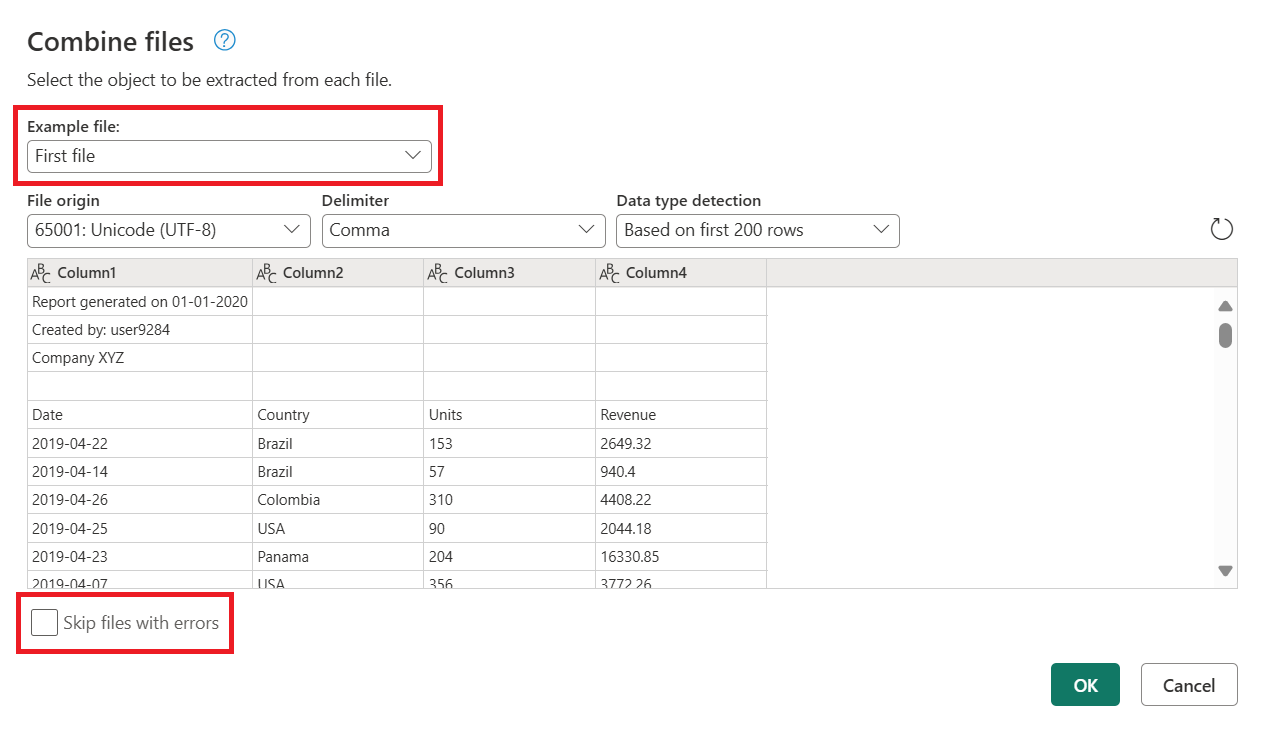 Combine files ?
Select the object to be extracted from each file.
Example file:
First file
File origin Delimiter Data type detection
65001: Unicode (UTF-8) Comma Based on first 200 rows
ABC Column1 ABC Column2 ABC Column3 ABC Column4
Report generated on 01-01-2020
Created by: user9284
Company XYZ
Date Country Units Revenue
2019-04-22 Brazil 153 2649.32
2019-04-14 Brazil 57 940.4
2019-04-26 Colombia 310 4408.22
2019-04-25 USA 90 2044.18
2019-04-23 Panama 204 16330.85
2019-04-07 USA 356 3772.26
Skip files with errors
OK Cancel